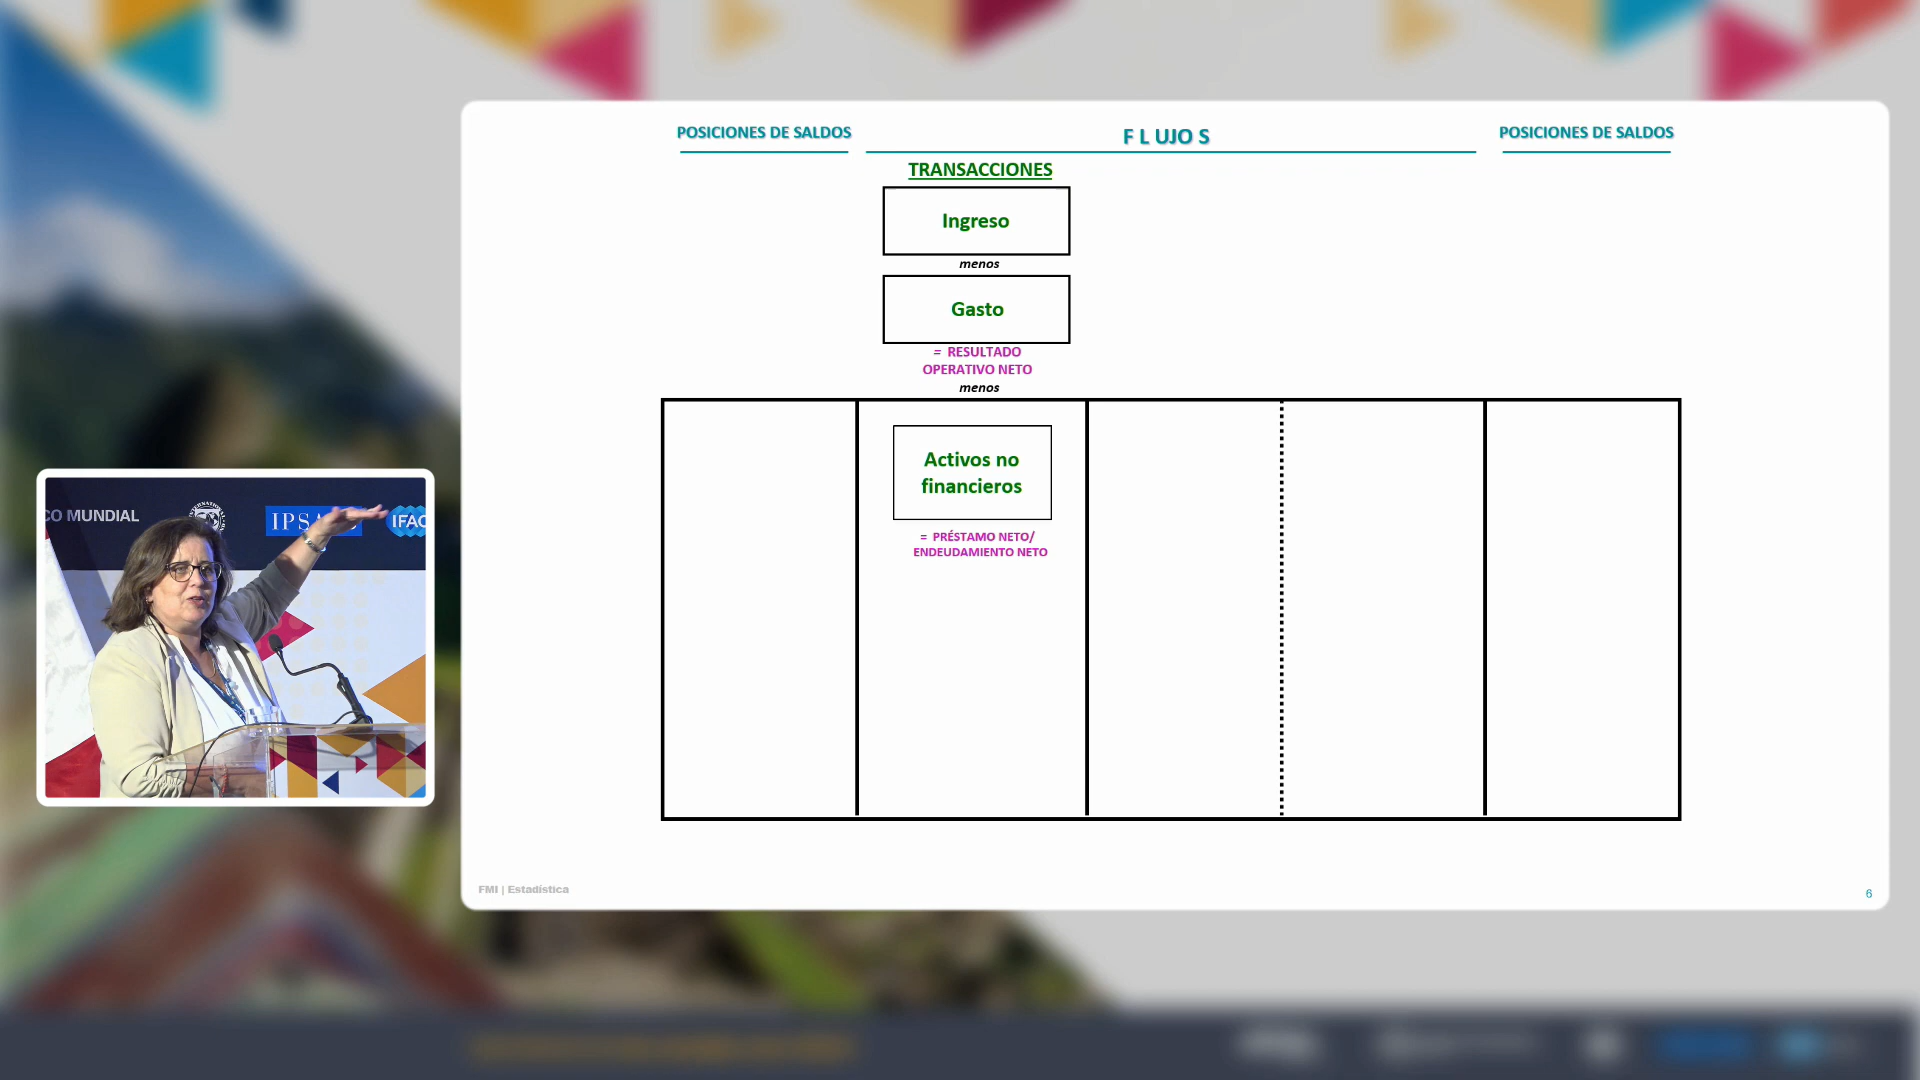 POSICIONES DE SALDOS
F L UJO S
POSICIONES DE SALDOS
TRANSACCIONES
Ingreso
menos
Gasto
= RESULTADO
OPERATIVO NETO
menos
Activos no
financieros
= PRÉSTAMO NETO/
ENDEUDAMIENTO NETO
CO MUNDIAL
IFAC
FMI | Estadística
6